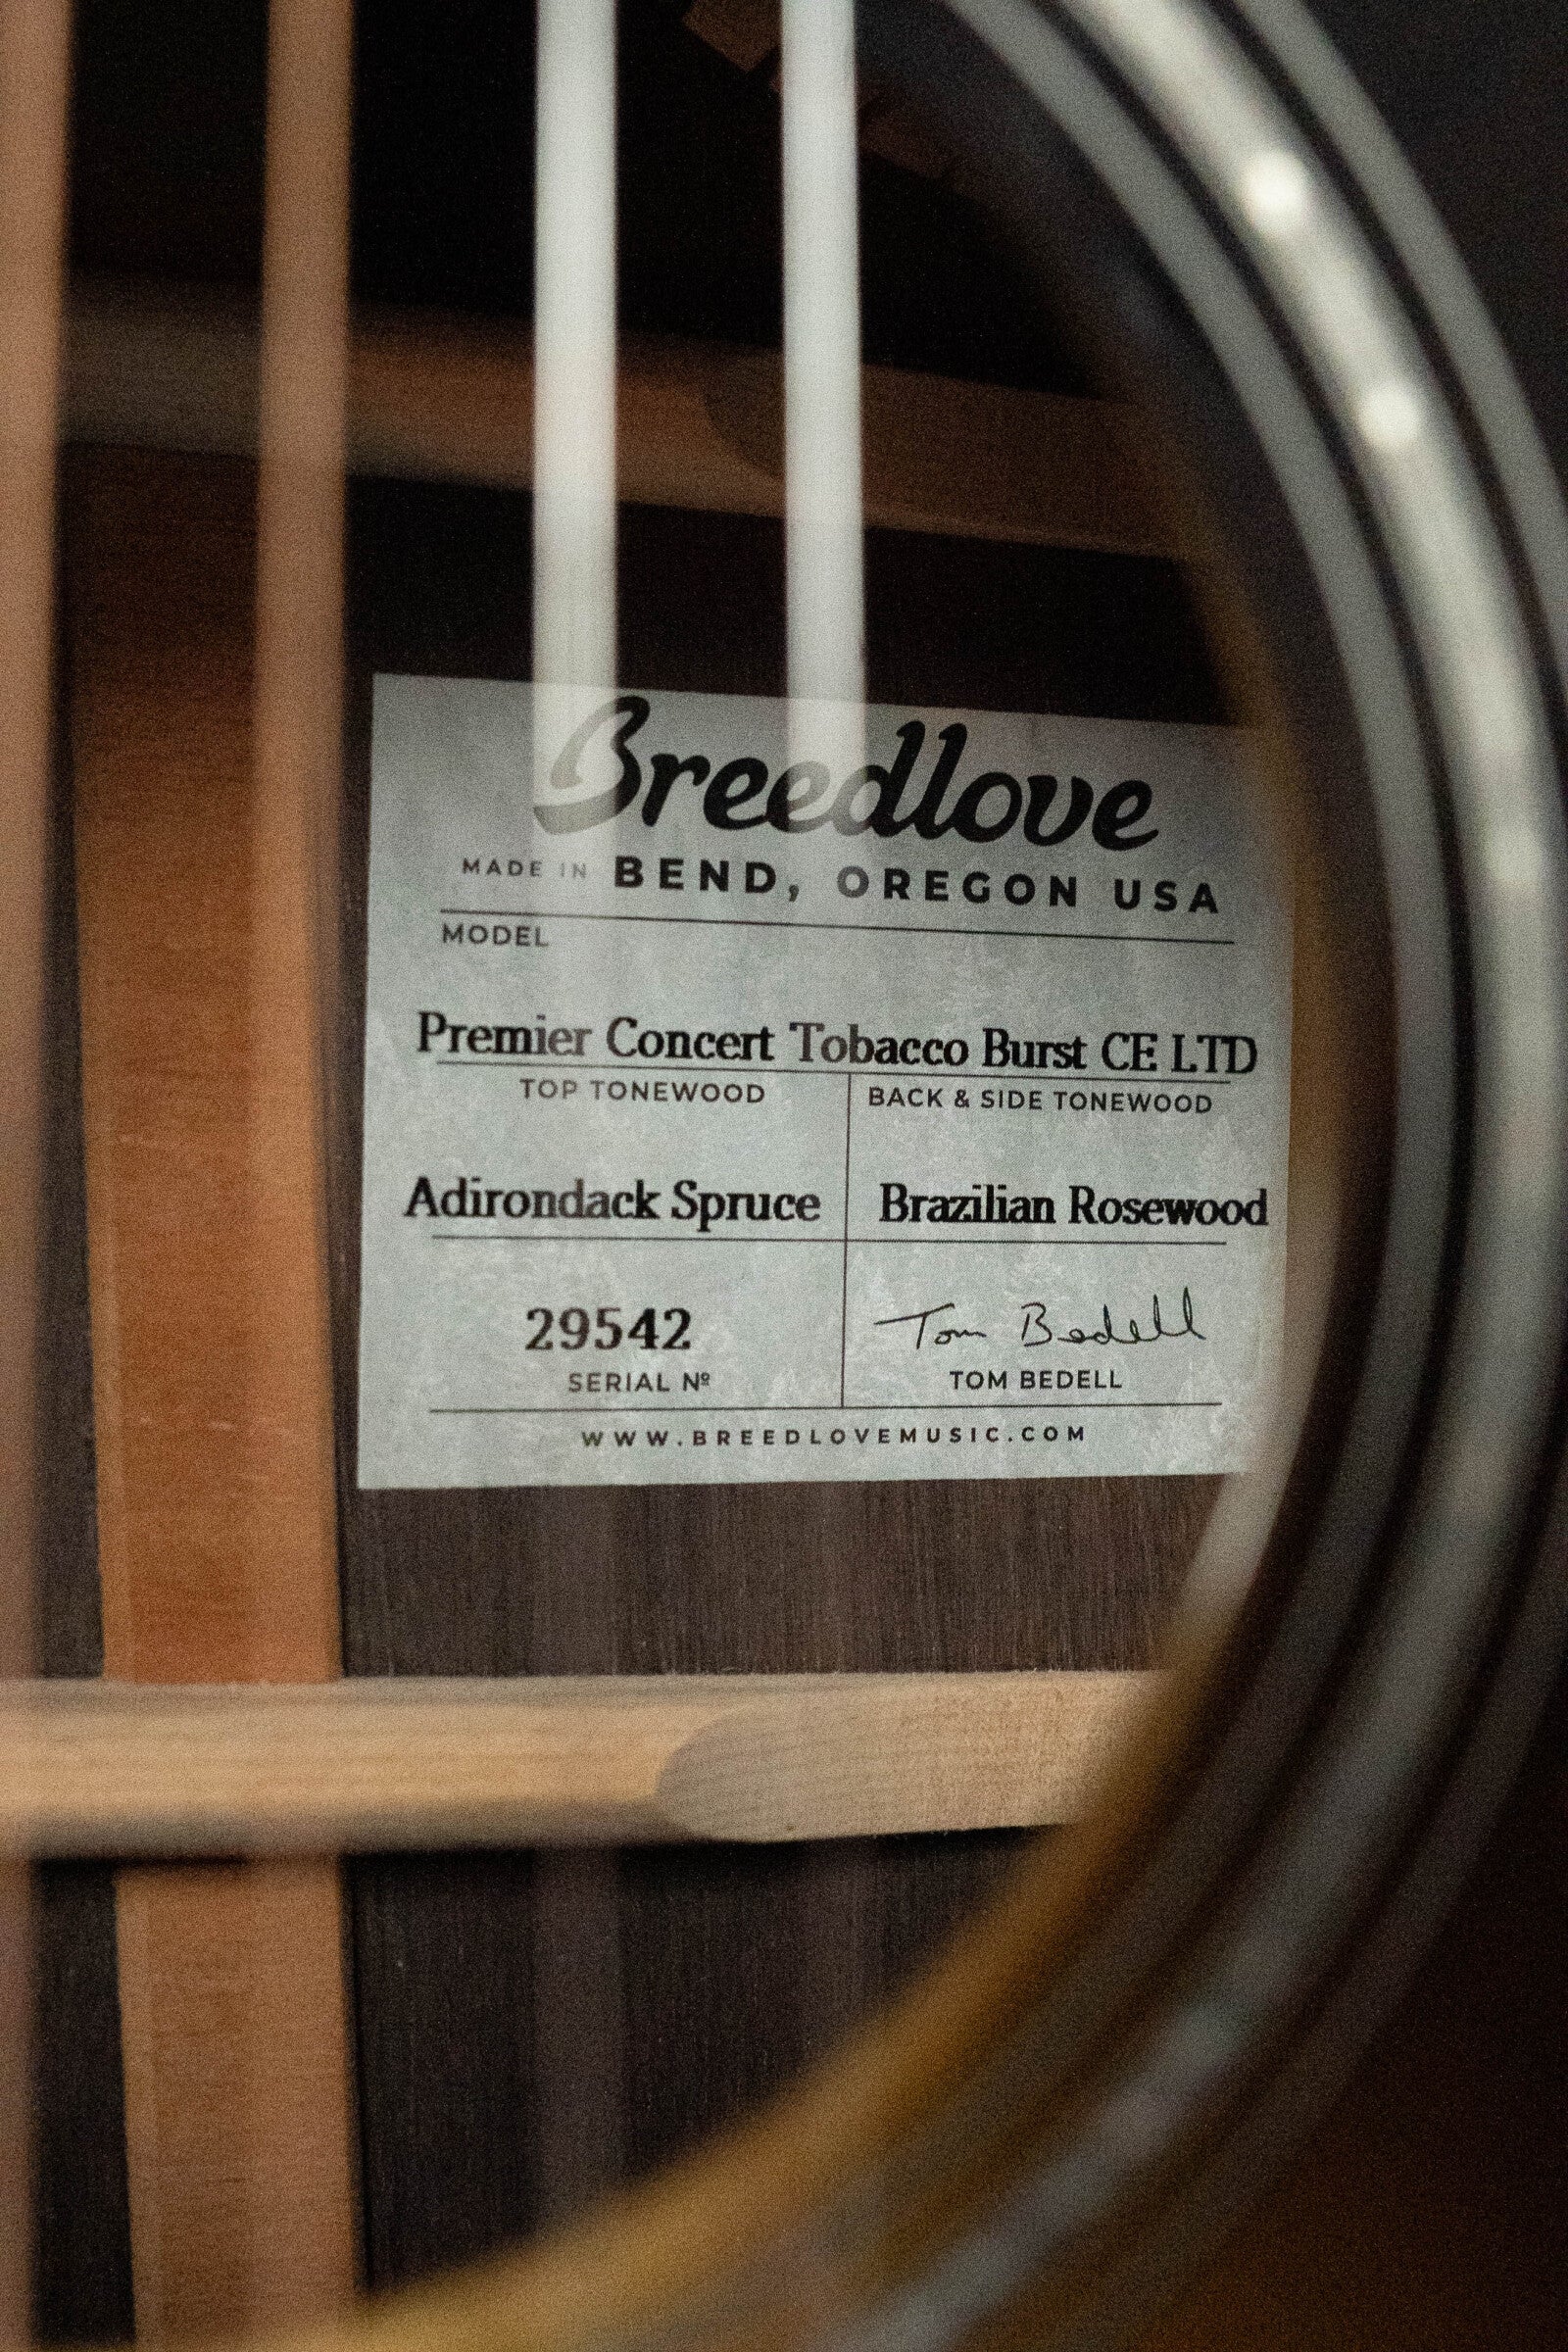 Breedlove
MADE IN BEND, OREGON USA
MODEL
Premier Concert Tobacco Burst CE LTD
TOP TONEWOOD
BACK & SIDE TONEWOOD
Adirondack Spruce
Brazilian Rosewood
29542
Tom Bedell
SERIAL Nº
TOM BEDELL
WWW.BREEDLOVEMUSIC.COM